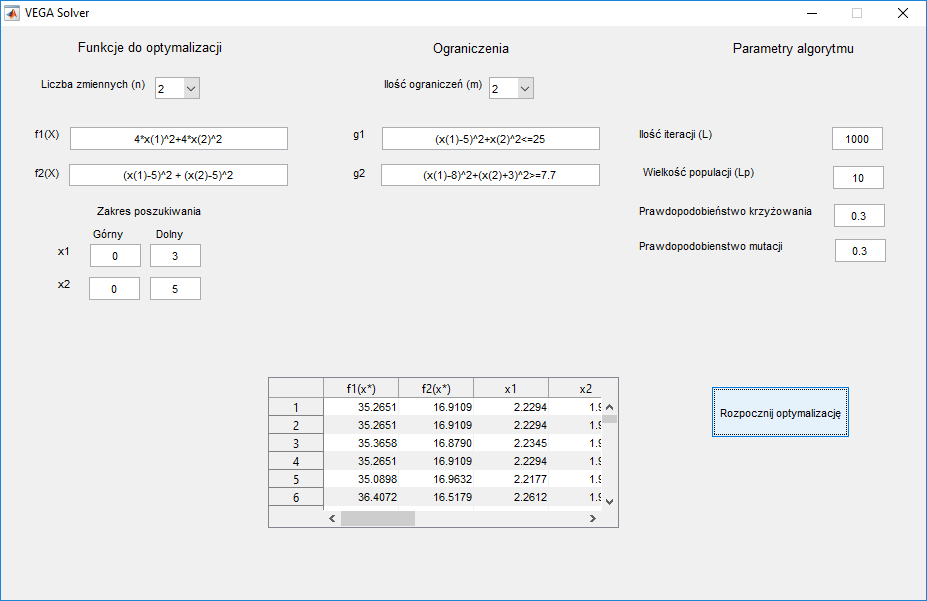 VEGA Solver
Funkcje do optymalizacji
Ograniczenia
Parametry algorytmu
Liczba zmiennych (n) 2
Ilość ograniczeń (m) 2
f1(X) 4*x(1)^2+4*x(2)^2
g1 (x(1)-5)^2+x(2)^2<=25
Ilość iteracji (L) 1000
f2(X) (x(1)-5)^2 + (x(2)-5)^2
g2 (x(1)-8)^2+(x(2)+3)^2>=7.7
Wielkość populacji (Lp) 10
Zakres poszukiwania
Prawdopodobieństwo krzyżowania 0.3
Górny Dolny
x1 0 3
Prawdopodobienstwo mutacji 0.3
x2 0 5
f1(x*) f2(x*) x1 x2
1 35.2651 16.9109 2.2294 1.9
2 35.2651 16.9109 2.2294 1.9
3 35.3658 16.8790 2.2345 1.9
4 35.2651 16.9109 2.2294 1.9
5 35.0898 16.9632 2.2177 1.9
6 36.4072 16.5179 2.2612 1.9
Rozpocznij optymalizację